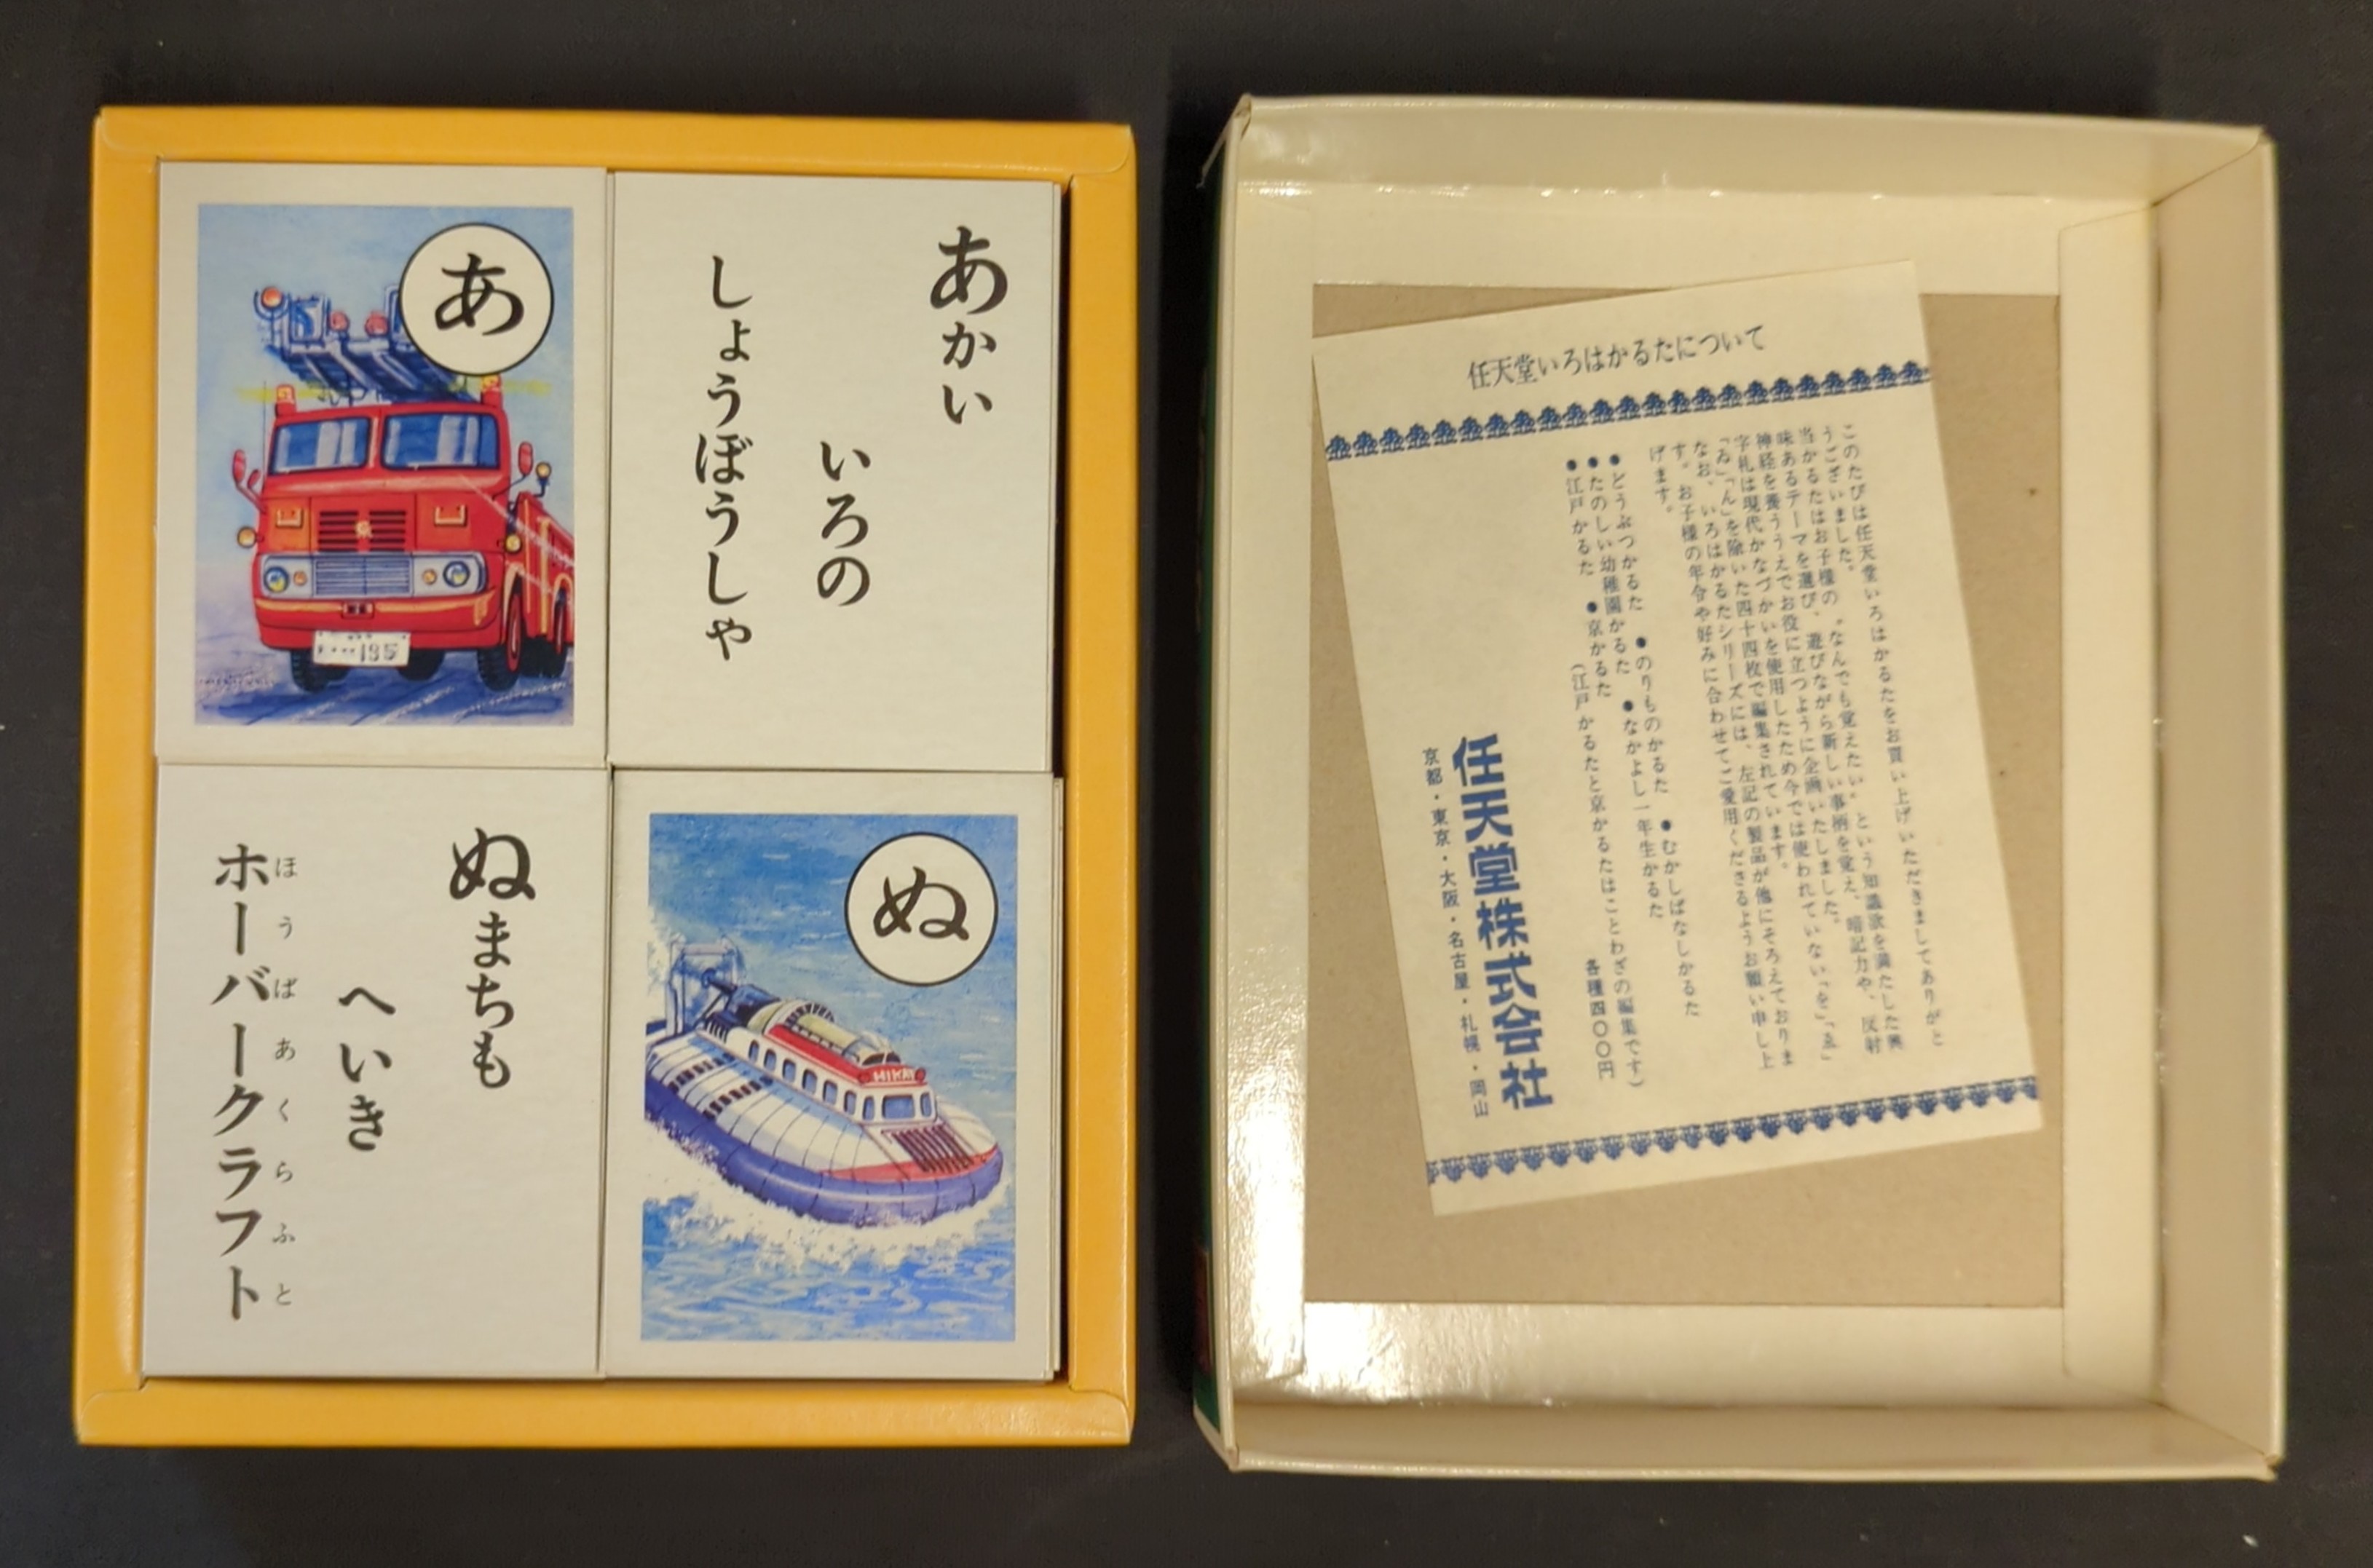 あ
195
あかい
いろの
しょうぼうしゃ
ぬまちも
へいき
ホーバークラフト
ほうばあくらふと
ぬ
MIKA
任天堂いろはかるたについて
このたびは任天堂いろはかるたをお買い上げいただきましてありがと
うございました。
当かるたはお子様の〝なんでも覚えたい〟という知識欲を満たした興
味あるテーマを選び、遊びながら新しい事柄を覚え、暗記力や、反射
神経を養ううえでお役に立つように企画いたしました。
字札は現代かなづかいを使用したため今では使われていない「を」「ゑ」
「ゐ」「ん」を除いた四十四枚で編集されています。
なお、いろはかるたシリーズには、左記の製品が他にそろえておりま
す。お子様の年令や好みに合わせてご愛用くださるようお願い申し上
げます。
●どうぶつかるた ●のりものかるた ●むかしばなしかるた
●たのしい幼稚園かるた ●なかよし一年生かるた
●江戸かるた ●京かるた (江戸かるたと京かるたはことわざの編集です)
各種四〇〇円
任天堂株式会社
京都・東京・大阪・名古屋・札幌・岡山